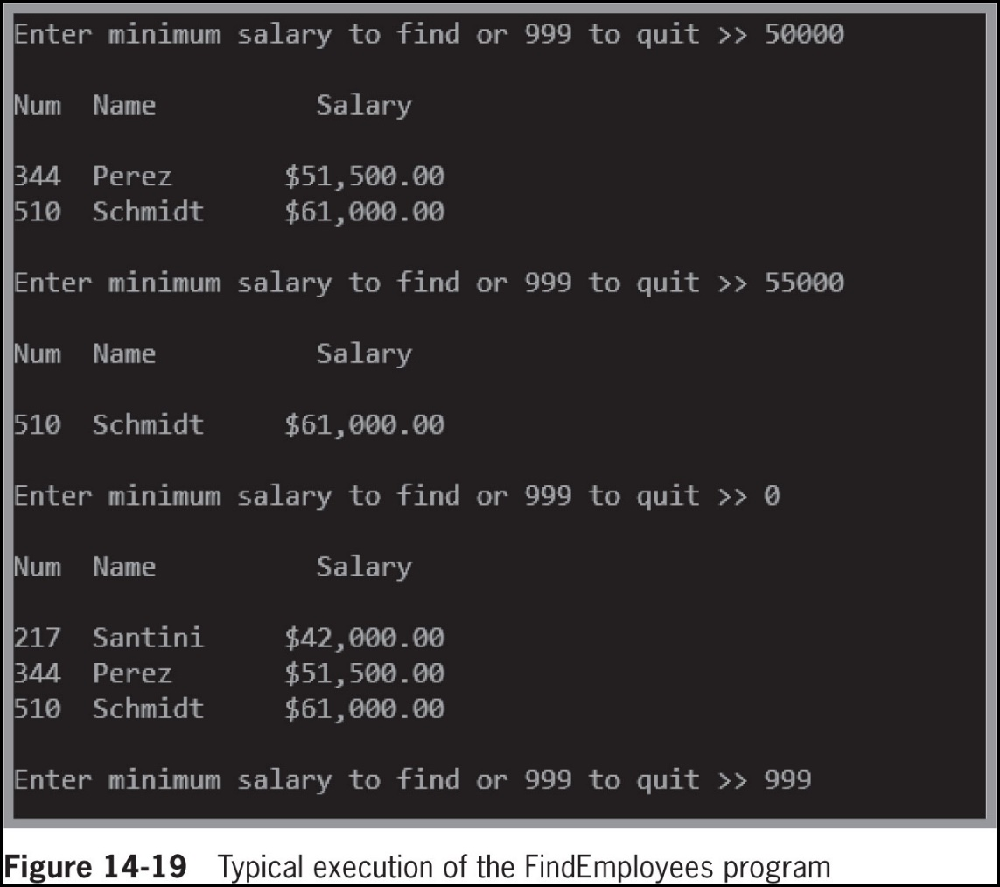 Enter minimum salary to find or 999 to quit >> 50000
Num  Name          Salary
344  Perez       $51,500.00
510  Schmidt     $61,000.00
Enter minimum salary to find or 999 to quit >> 55000
Num  Name          Salary
510  Schmidt     $61,000.00
Enter minimum salary to find or 999 to quit >> 0
Num  Name          Salary
217  Santini     $42,000.00
344  Perez       $51,500.00
510  Schmidt     $61,000.00
Enter minimum salary to find or 999 to quit >> 999
Figure 14-19 Typical execution of the FindEmployees program